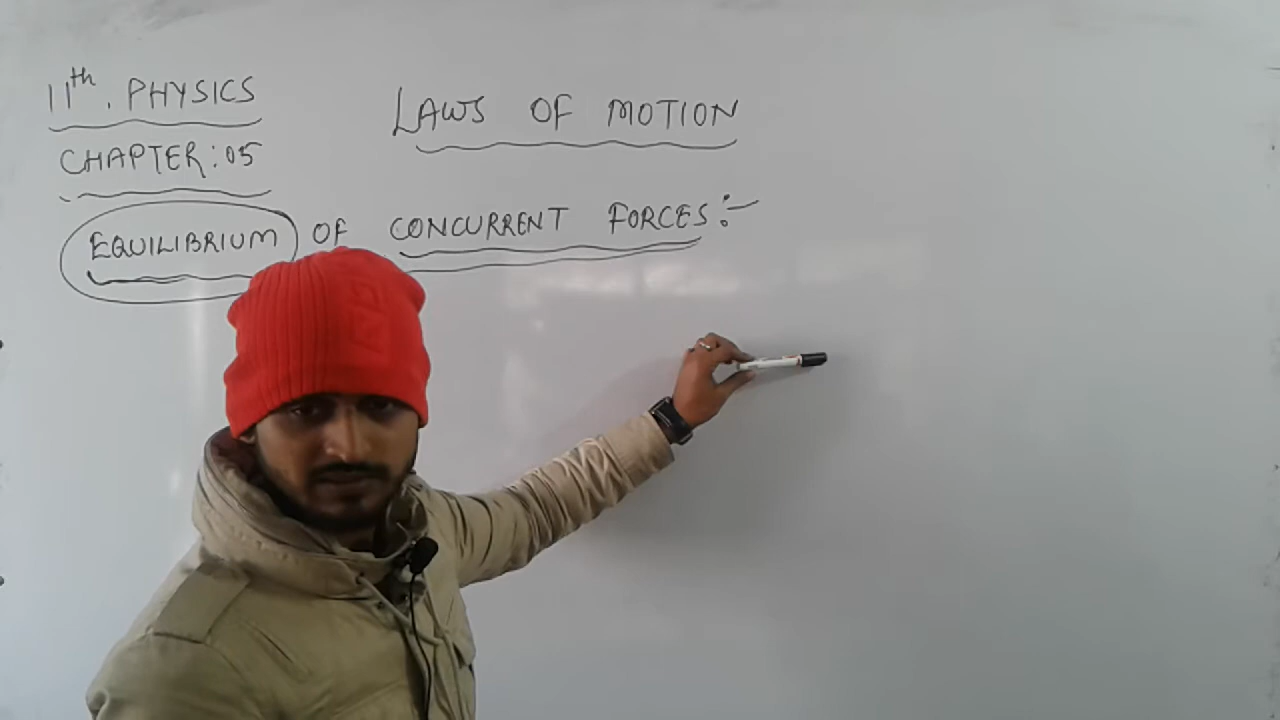 11th. PHYSICS
LAWS OF MOTION
CHAPTER:05
EQUILIBRIUM OF CONCURRENT FORCES:-